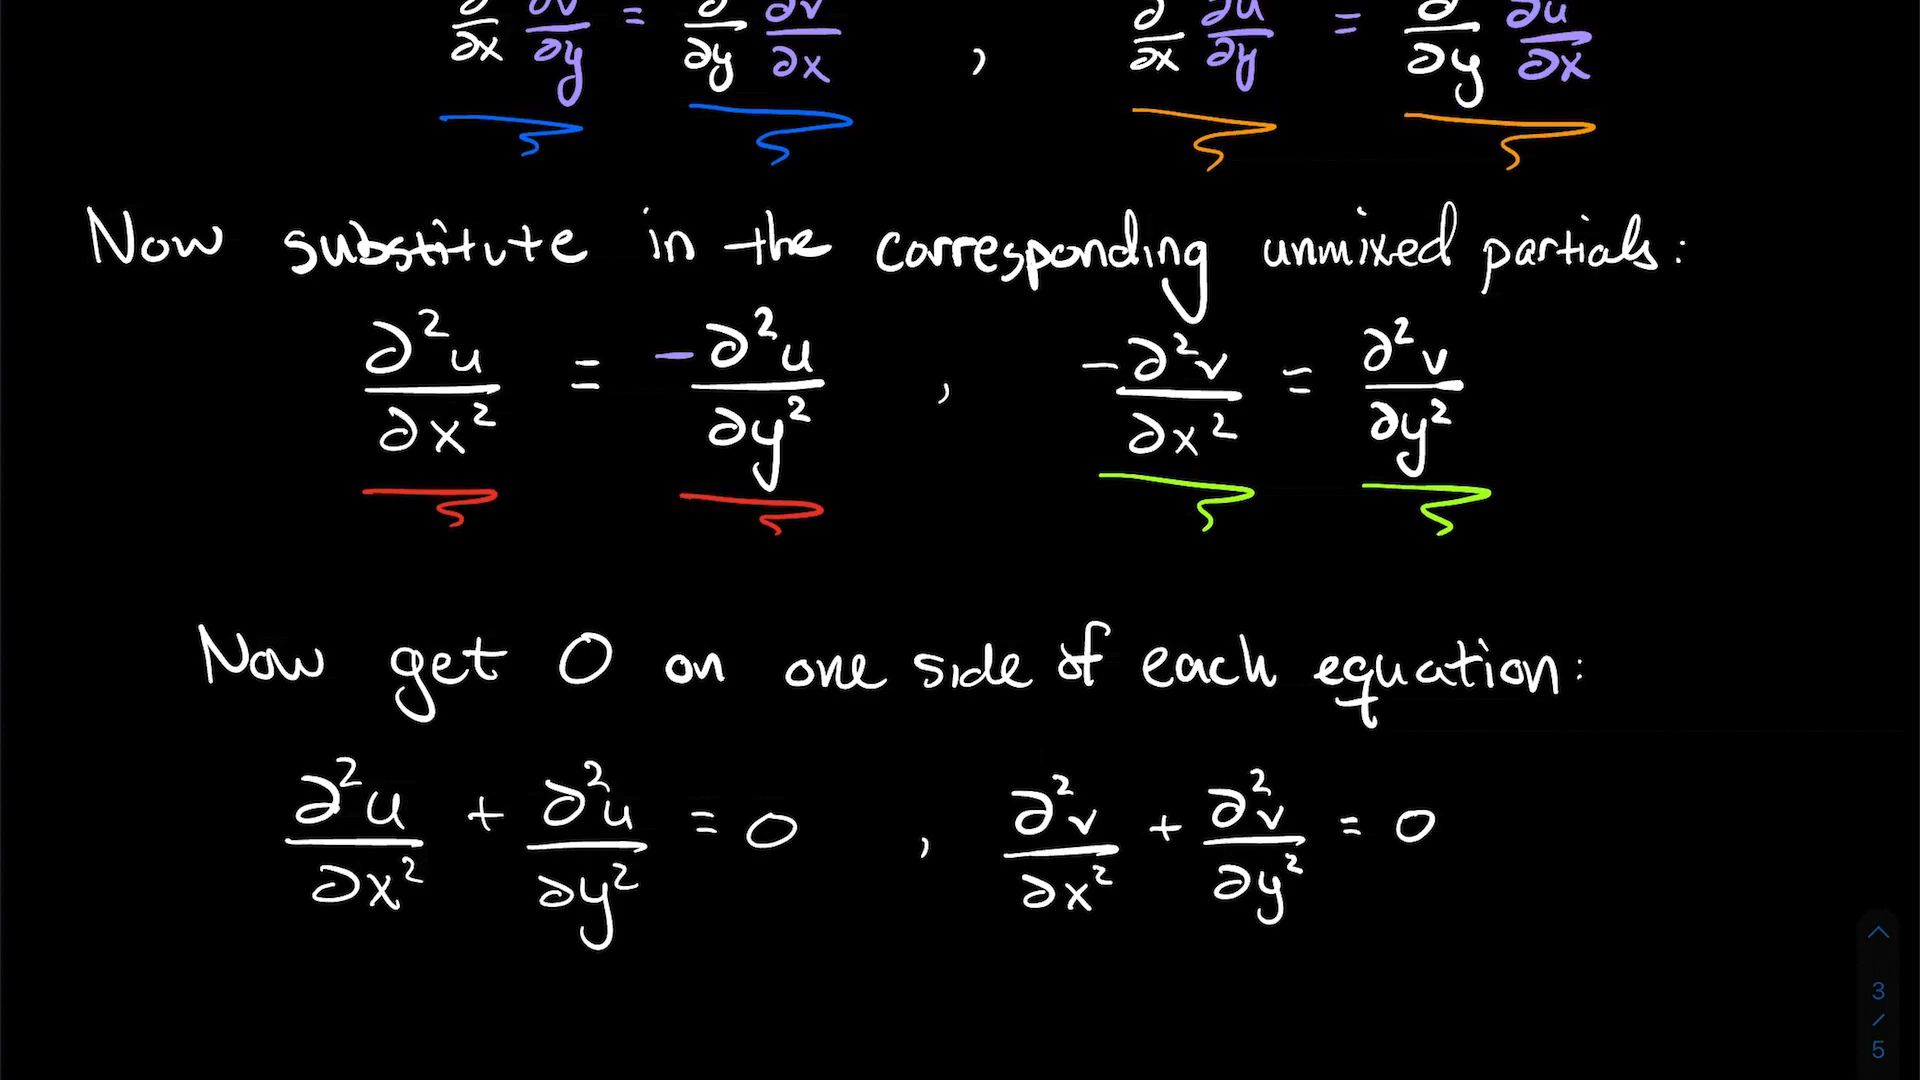 ∂/∂x ∂v/∂y = ∂/∂y ∂v/∂x , ∂/∂x ∂u/∂y = ∂/∂y ∂u/∂x
Now substitute in the corresponding unmixed partials:
∂²u/∂x² = -∂²u/∂y² , -∂²v/∂x² = ∂²v/∂y²
Now get 0 on one side of each equation:
∂²u/∂x² + ∂²u/∂y² = 0 , ∂²v/∂x² + ∂²v/∂y² = 0
3
/
5